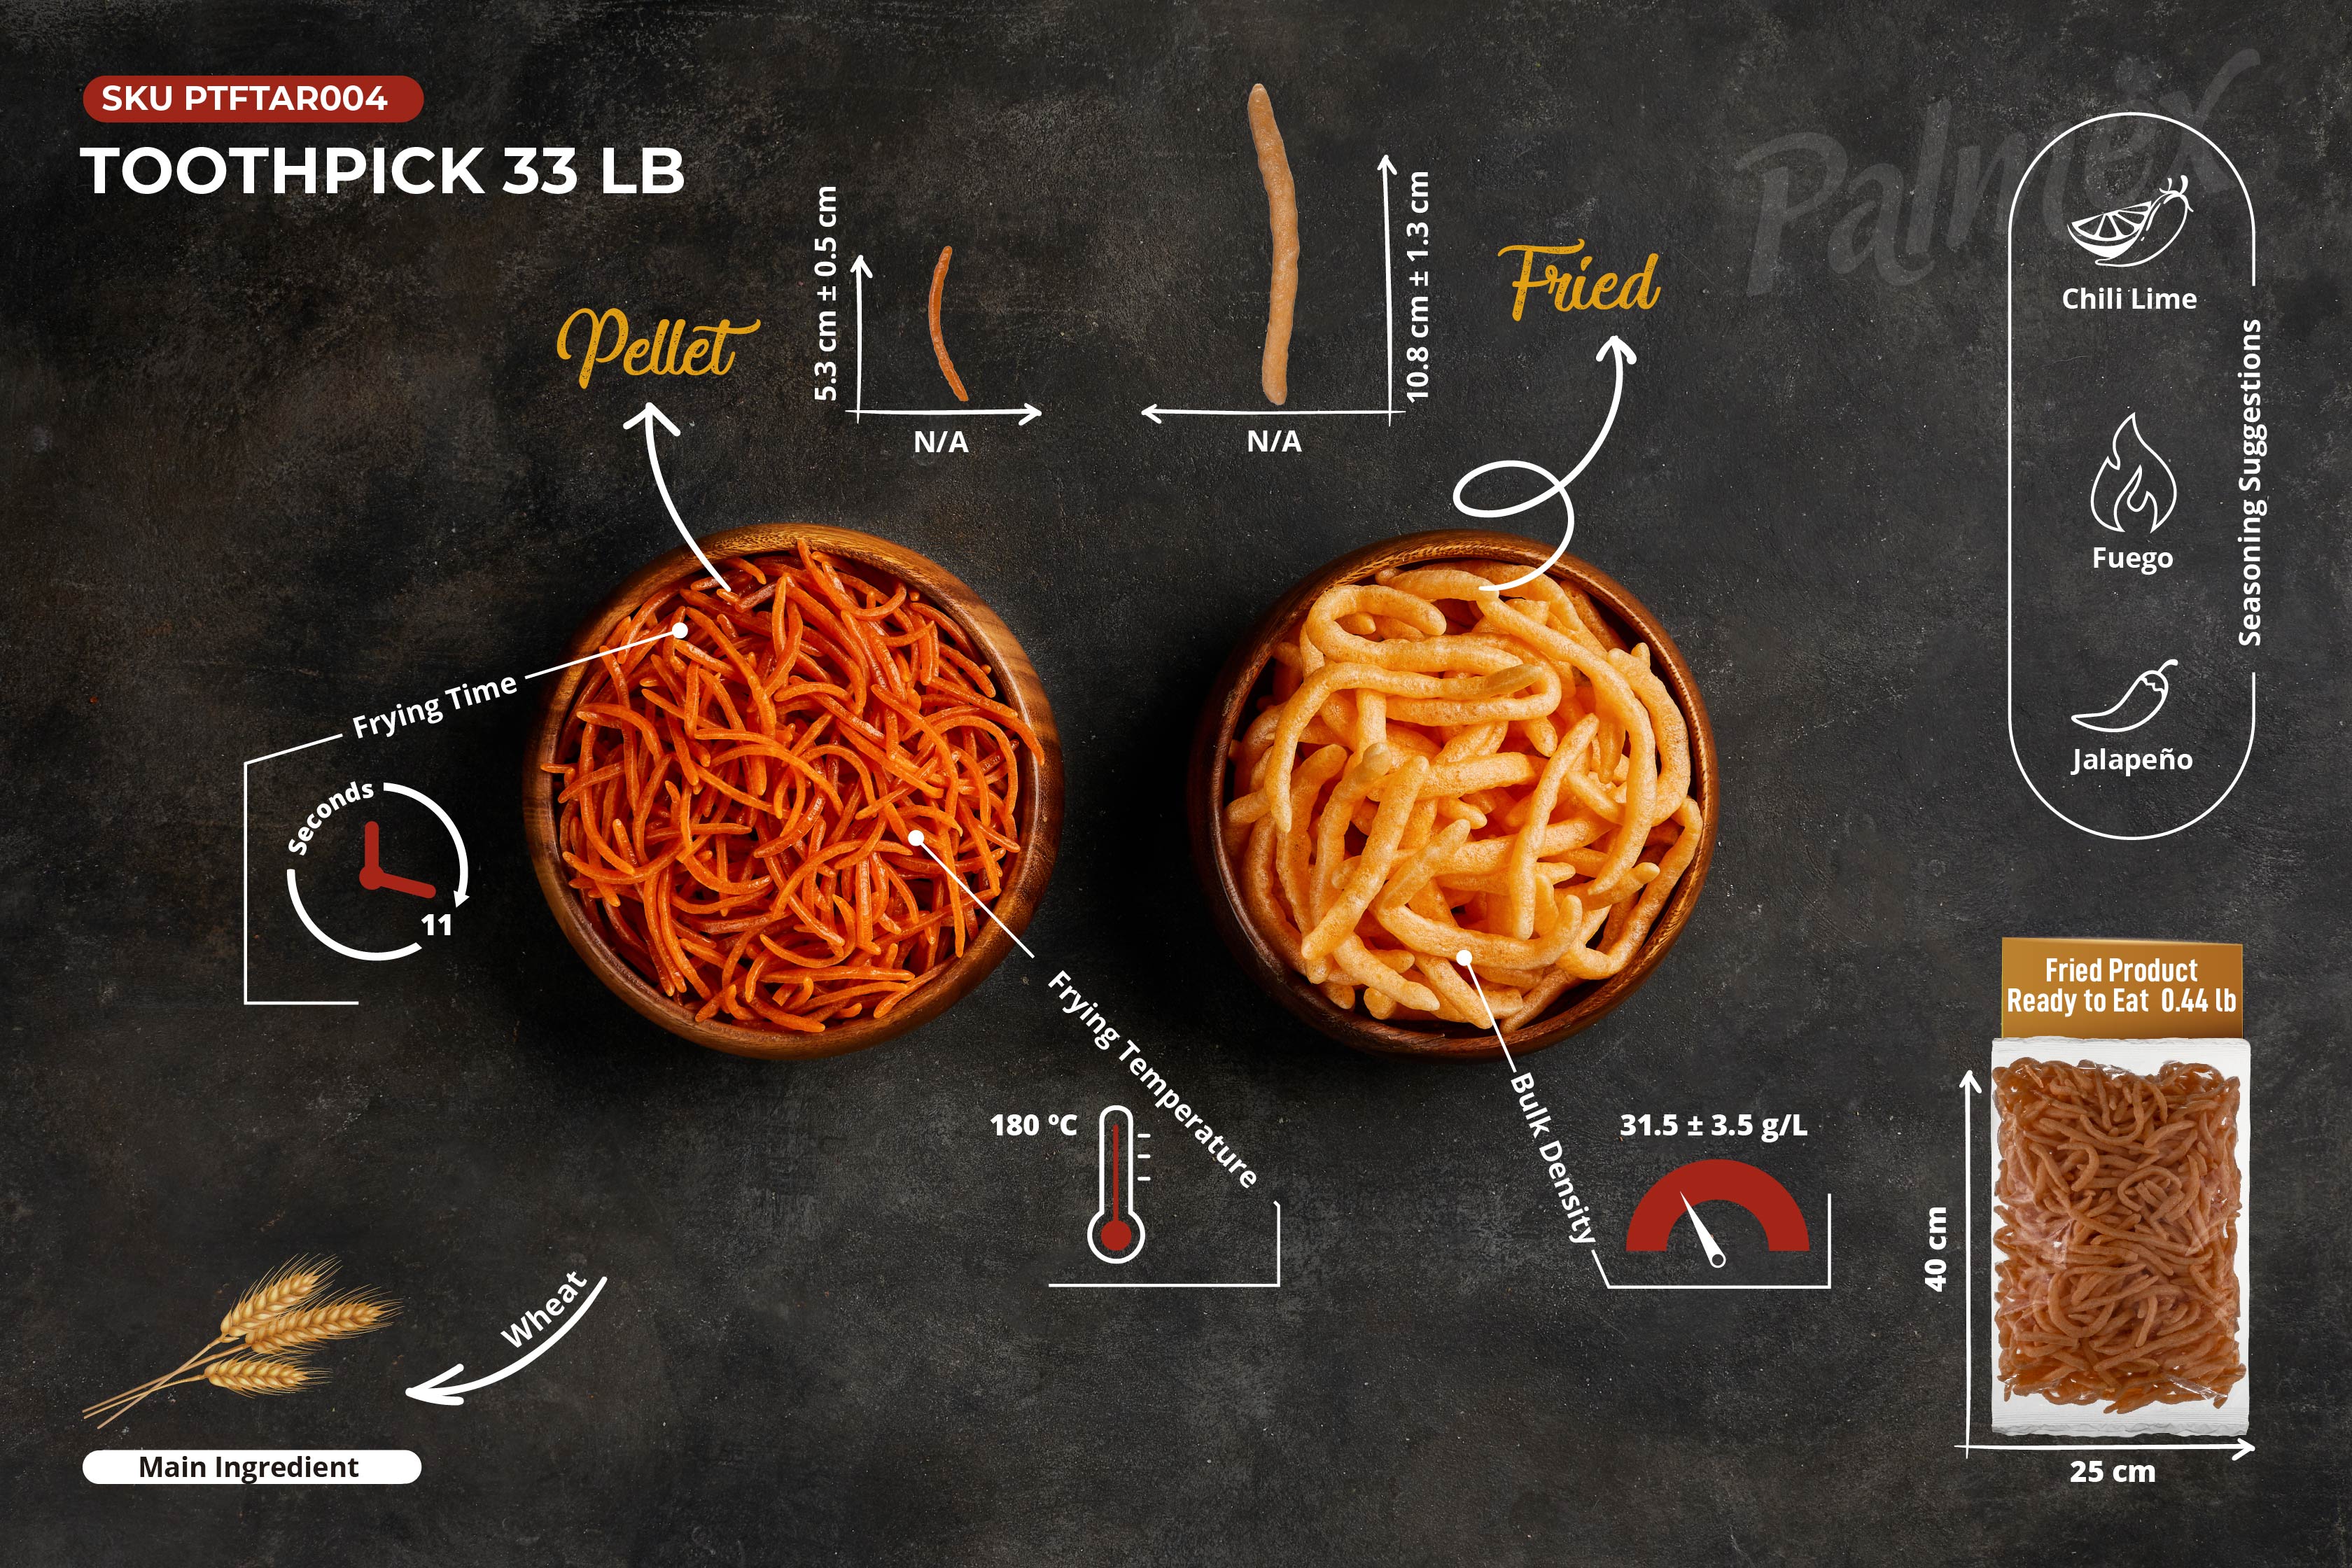 SKU PTFTAR004
TOOTHPICK 33 LB
Palmex
Pellet
5.3 cm ± 0.5 cm
N/A
10.8 cm ± 1.3 cm
N/A
Fried
Chili Lime
Fuego
Jalapeño
Seasoning Suggestions
Frying Time
Seconds
11
Frying Temperature
180 ºC
Bulk Density
31.5 ± 3.5 g/L
Fried Product
Ready to Eat 0.44 lb
40 cm
25 cm
Wheat
Main Ingredient